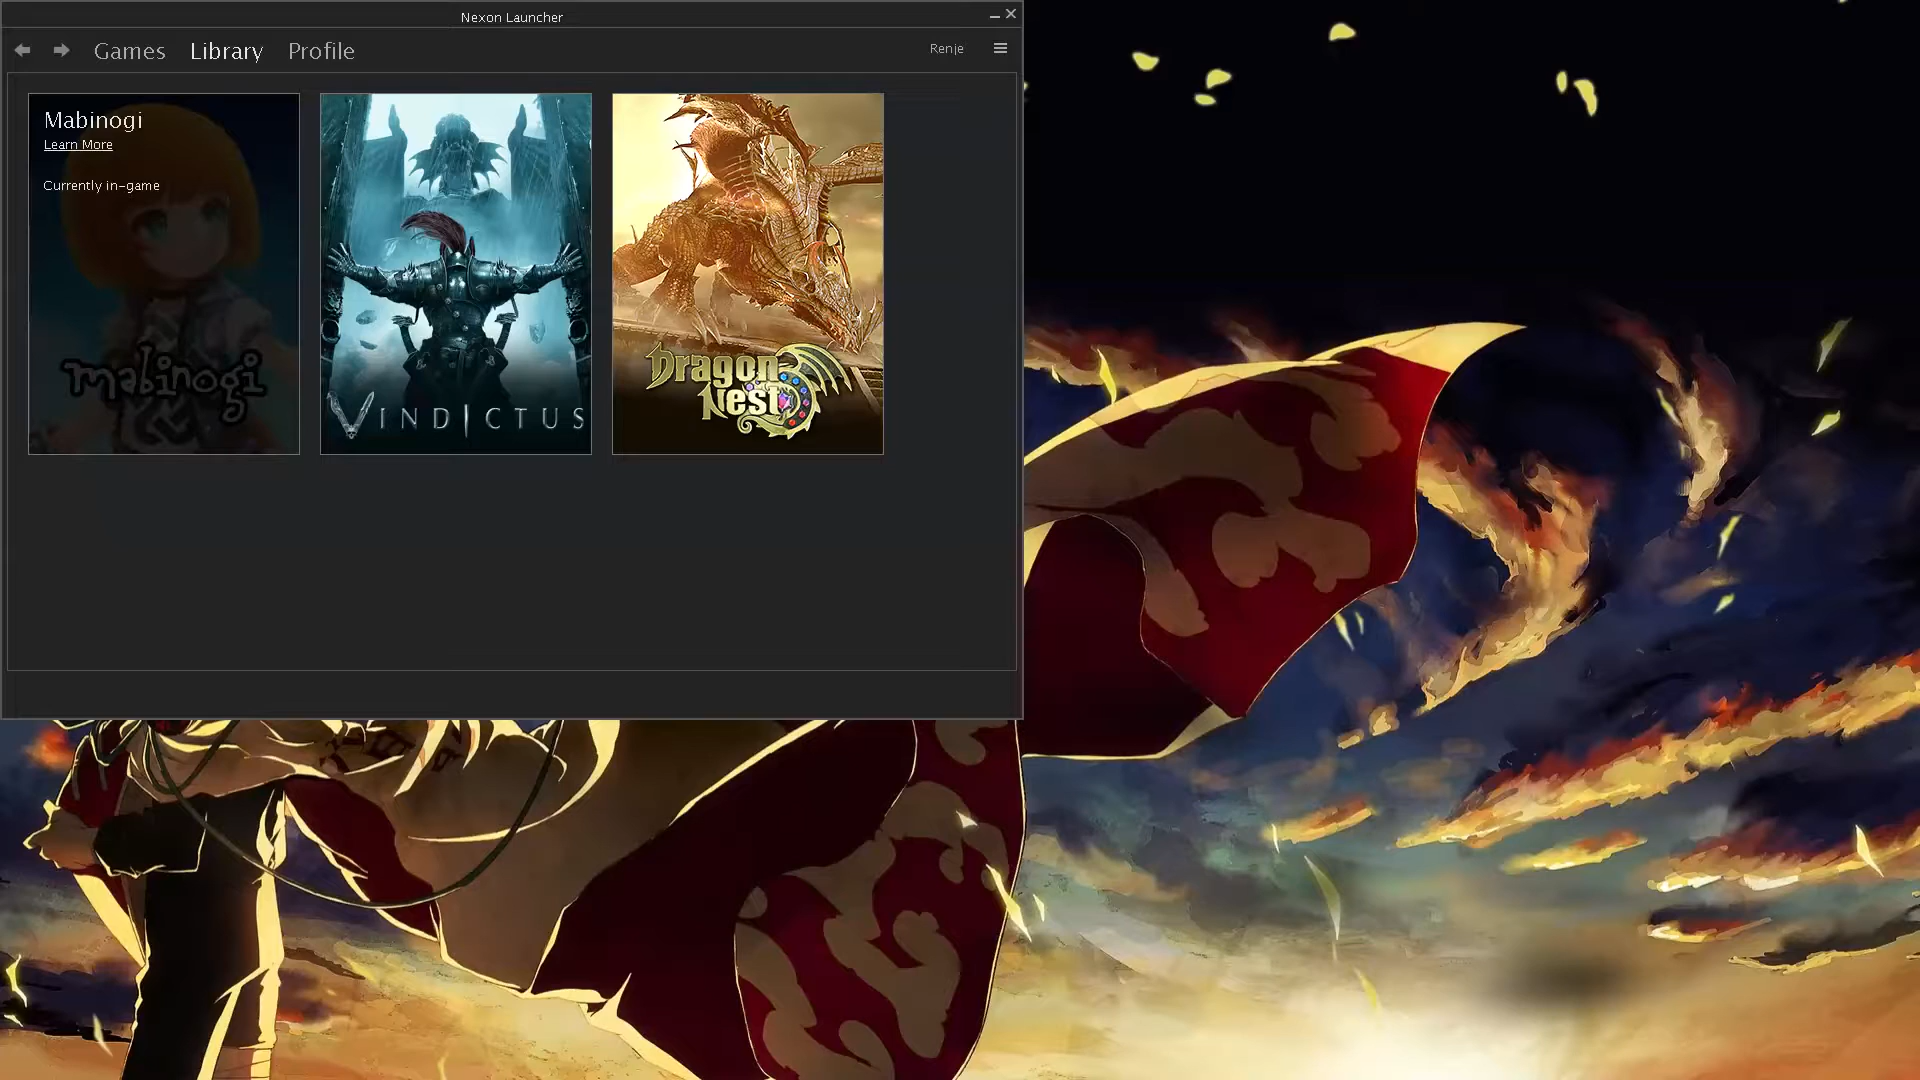 Nexon Launcher
Games Library Profile Renje
Mabinogi
Learn More
Currently in-game
mabinogi
VINDICTUS
Dragon
Nest